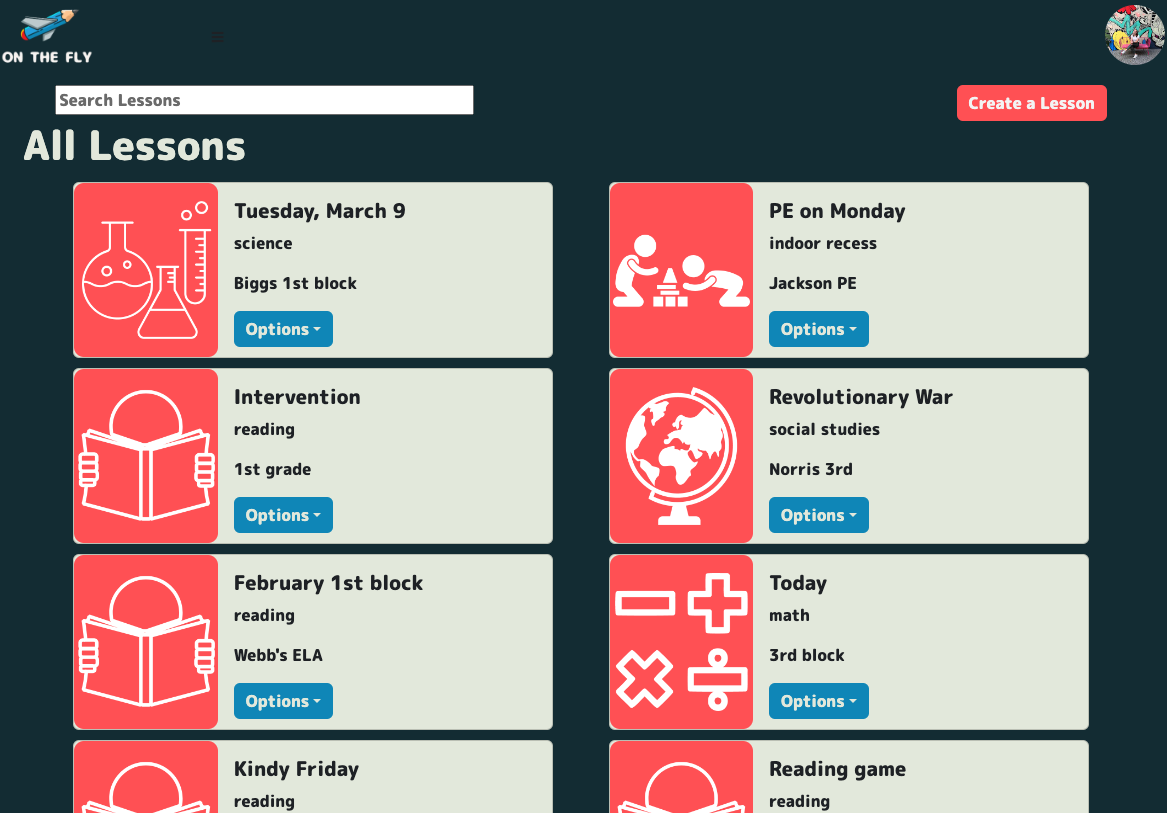 ON THE FLY
Search Lessons
Create a Lesson
All Lessons
Tuesday, March 9
science
Biggs 1st block
Options
PE on Monday
indoor recess
Jackson PE
Options
Intervention
reading
1st grade
Options
Revolutionary War
social studies
Norris 3rd
Options
February 1st block
reading
Webb's ELA
Options
Today
math
3rd block
Options
Kindy Friday
reading
Reading game
reading